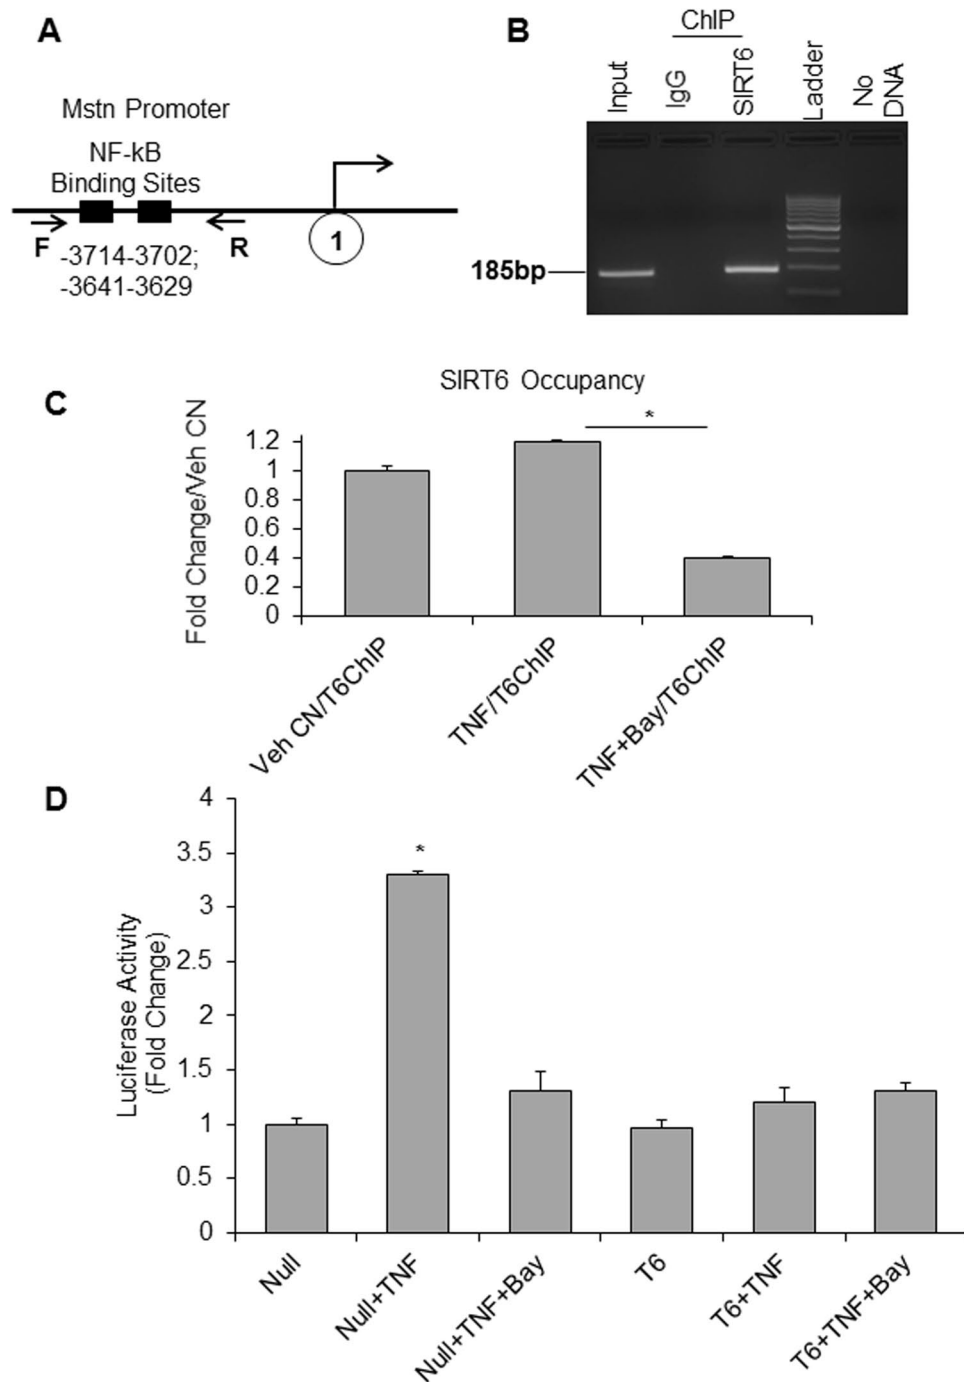 A
Mstn Promoter
NF-kB
Binding Sites
F
R
1
-3714-3702;
-3641-3629
B
ChIP
Input
IgG
SIRT6
Ladder
No
DNA
185bp
C
SIRT6 Occupancy
Fold Change/Veh CN
1.2
1
0.8
0.6
0.4
0.2
0
*
Veh CN/T6ChIP
TNF/T6ChIP
TNF+Bay/T6ChIP
D
Luciferase Activity
(Fold Change)
4
3.5
3
2.5
2
1.5
1
0.5
0
*
Null
Null+TNF
Null+TNF+Bay
T6
T6+TNF
T6+TNF+Bay